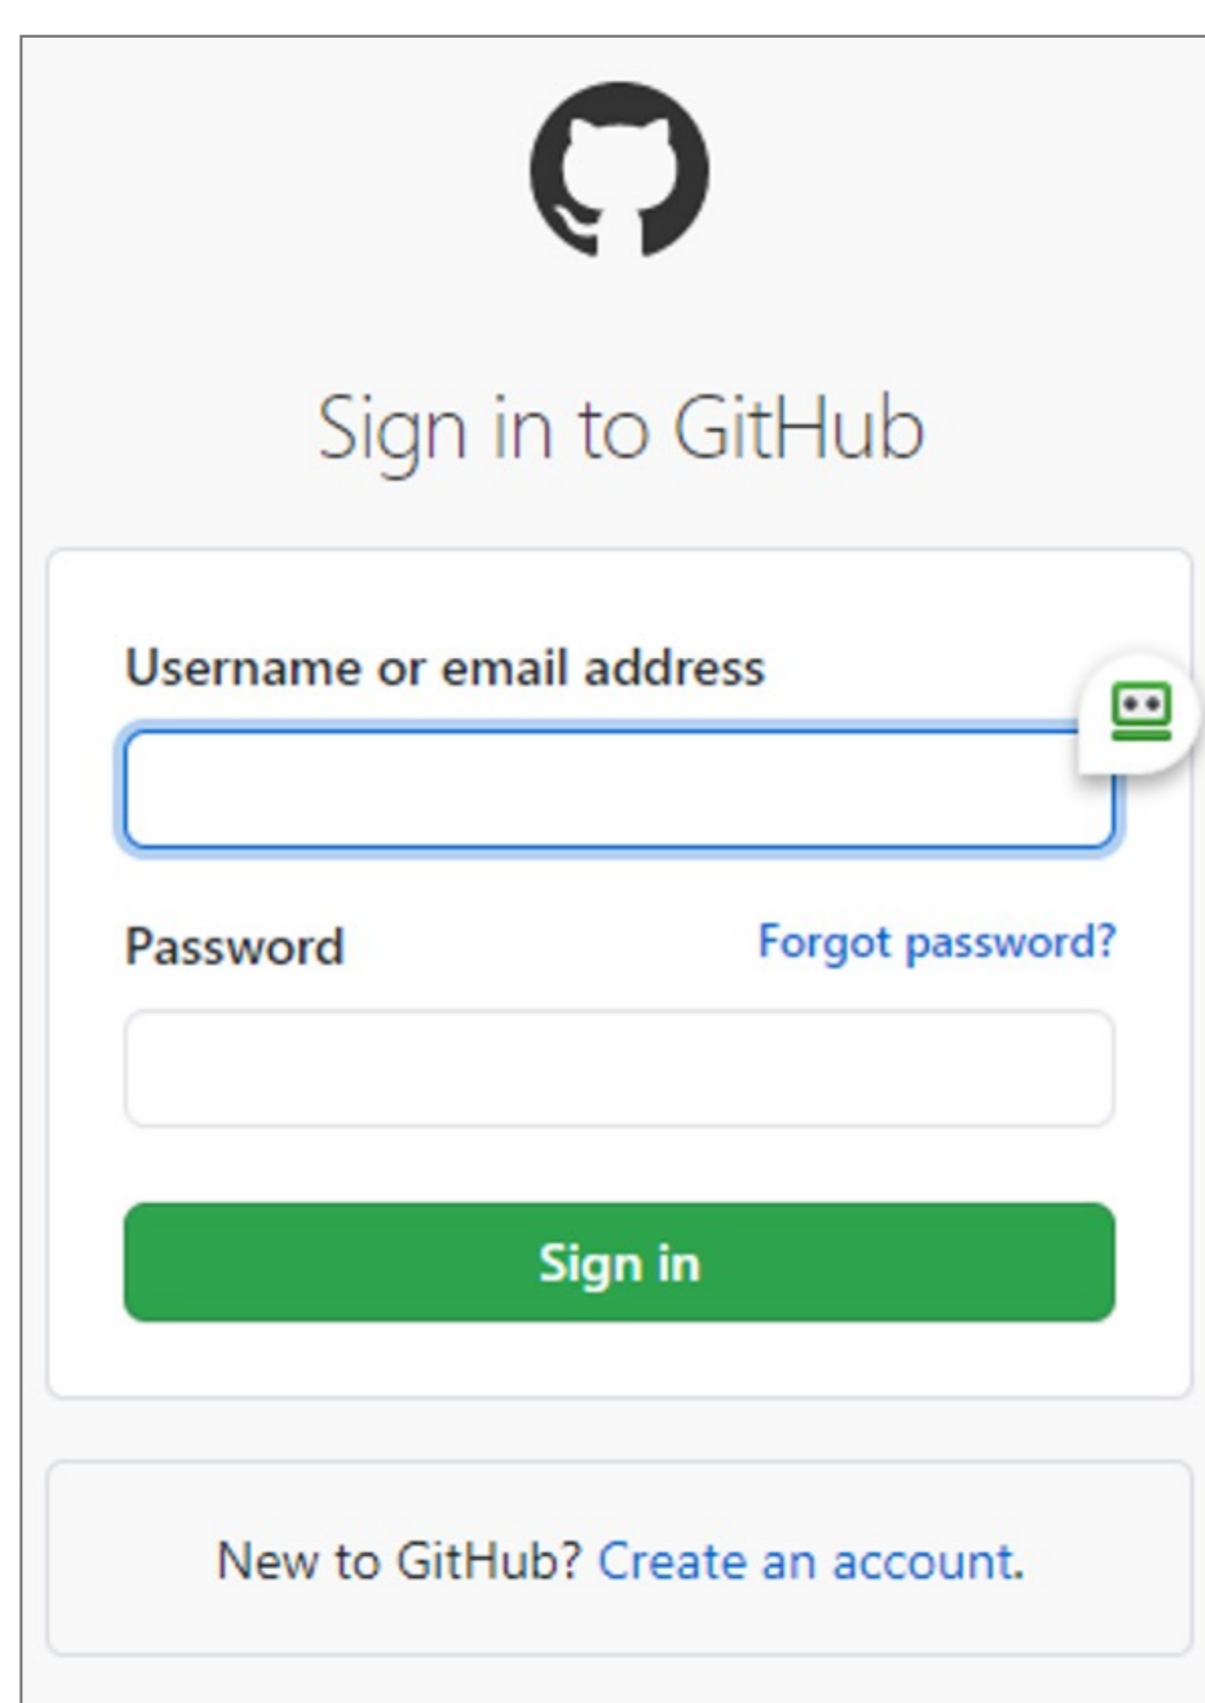 Sign in to GitHub
Username or email address
Password Forgot password?
Sign in
New to GitHub? Create an account.